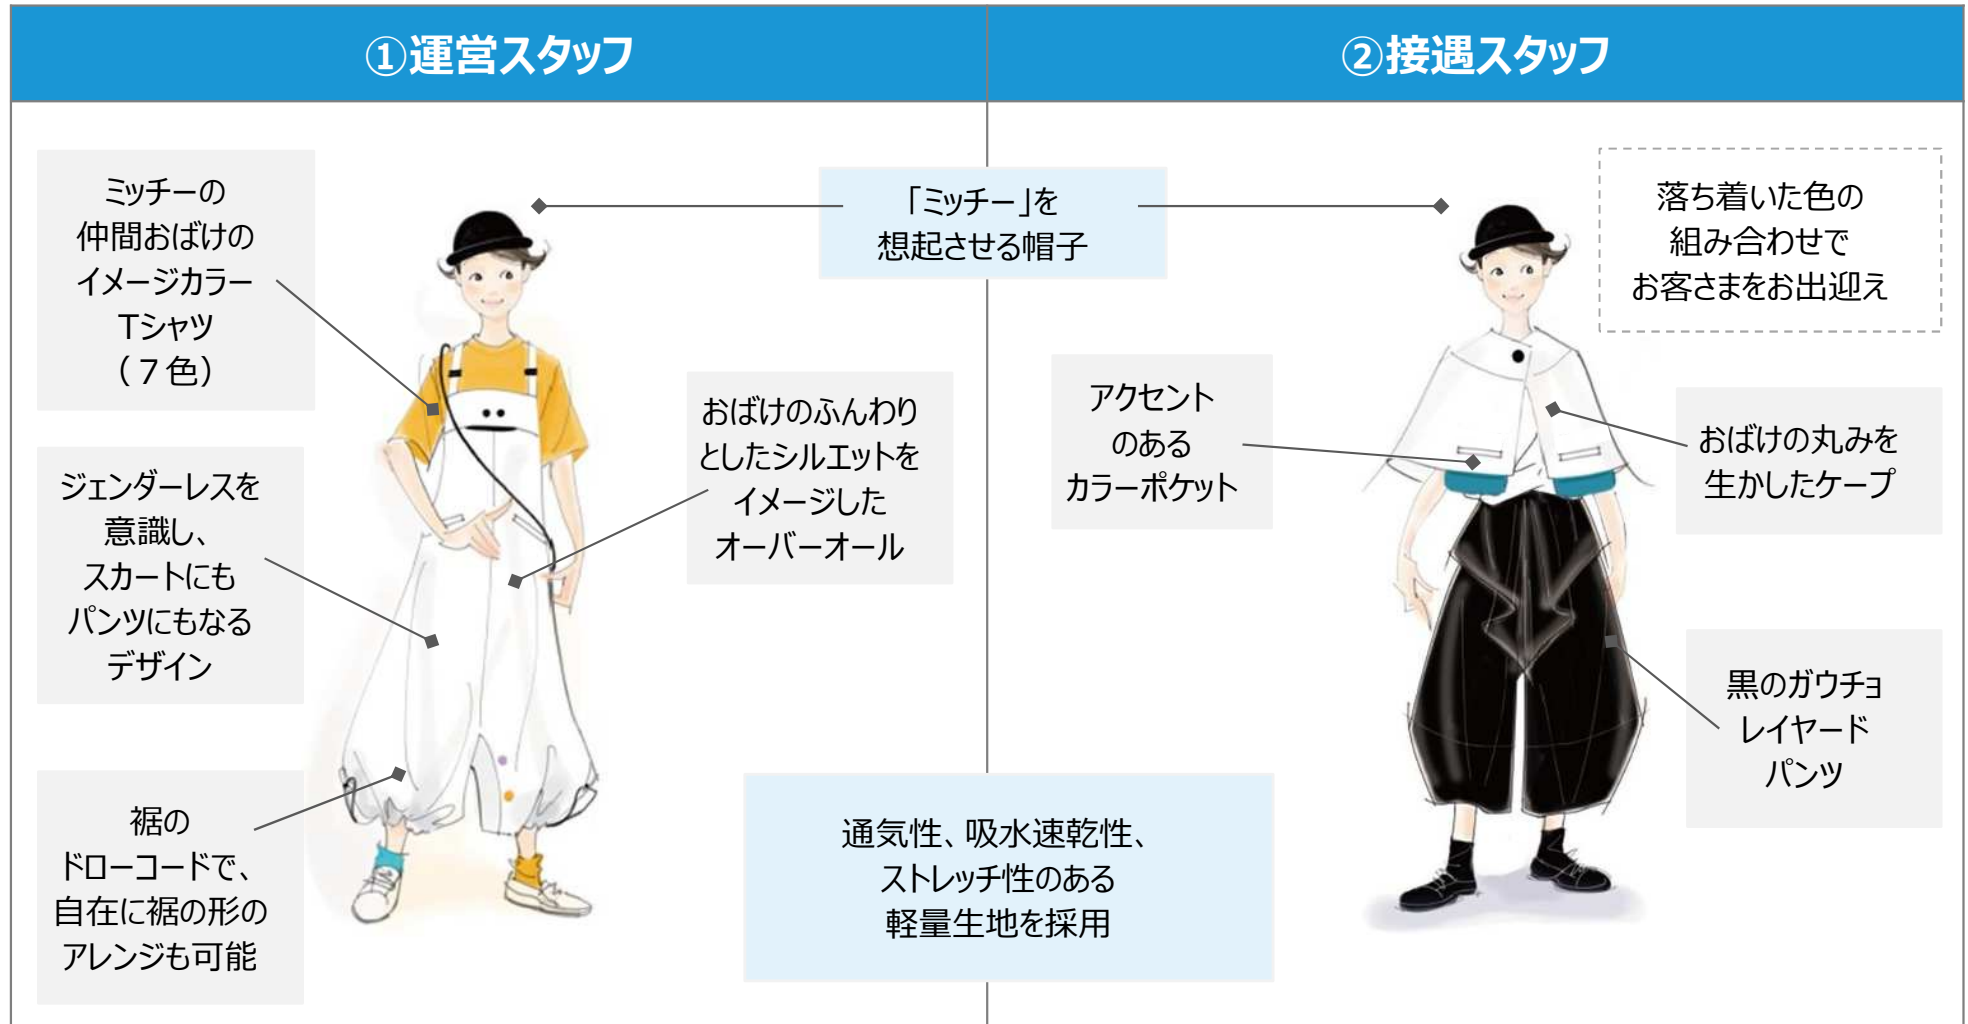 ①運営スタッフ
②接遇スタッフ
ミッチーの
仲間おばけの
イメージカラー
Tシャツ
（７色）
ジェンダーレスを
意識し、
スカートにも
パンツにもなる
デザイン
裾の
ドローコードで、
自在に裾の形の
アレンジも可能
おばけのふんわり
としたシルエットを
イメージした
オーバーオール
「ミッチー」を
想起させる帽子
通気性、吸水速乾性、
ストレッチ性のある
軽量生地を採用
アクセント
のある
カラーポケット
落ち着いた色の
組み合わせで
お客さまをお出迎え
おばけの丸みを
生かしたケープ
黒のガウチョ
レイヤード
パンツ